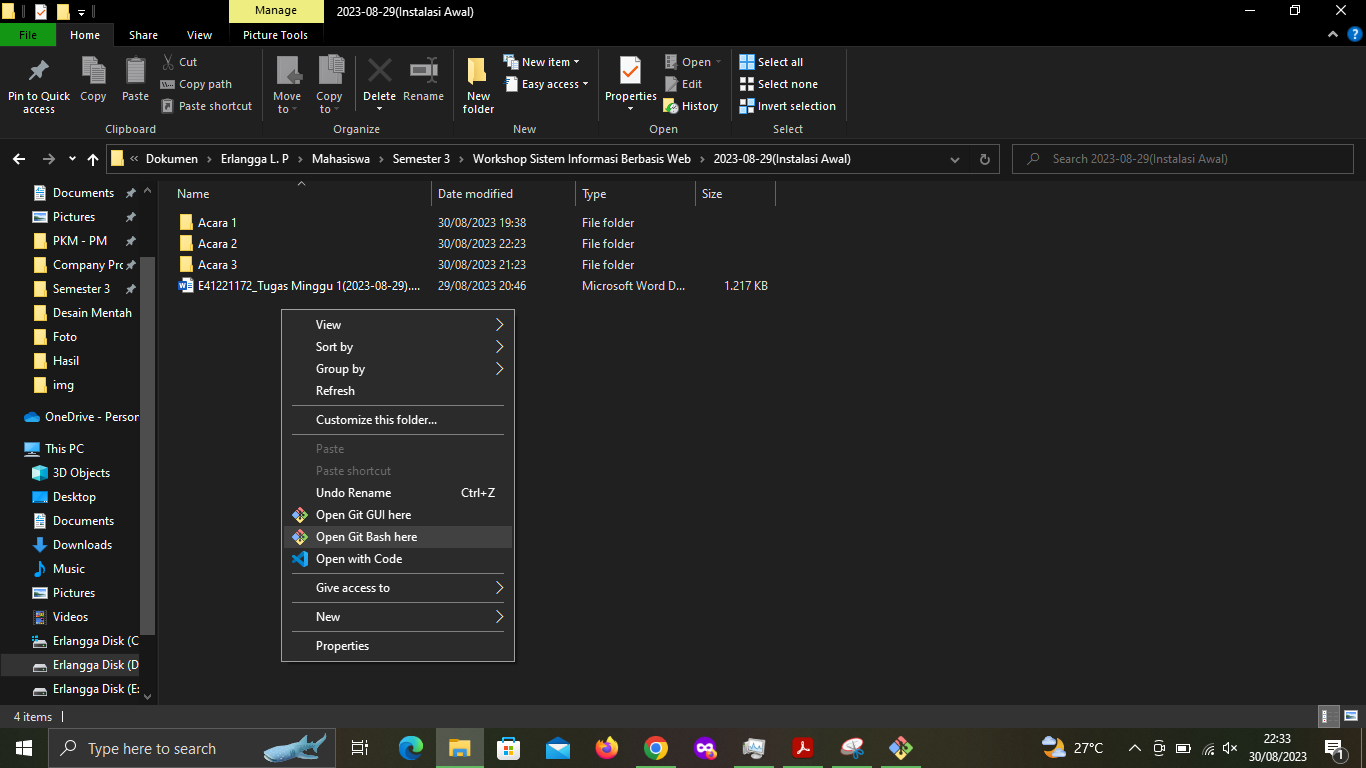 Manage
2023-08-29(Instalasi Awal)
File
Home
Share
View
Picture Tools
Pin to Quick access
Copy
Paste
Cut
Copy path
Paste shortcut
Clipboard
Move to
Copy to
Delete
Rename
Organize
New folder
New item
Easy access
New
Properties
Open
Edit
History
Open
Select all
Select none
Invert selection
Select
« Dokumen > Erlangga L. P > Mahasiswa > Semester 3 > Workshop Sistem Informasi Berbasis Web > 2023-08-29(Instalasi Awal)
Search 2023-08-29(Instalasi Awal)
Documents
Pictures
PKM - PM
Company Prc
Semester 3
Desain Mentah
Foto
Hasil
img
OneDrive - Person
This PC
3D Objects
Desktop
Documents
Downloads
Music
Pictures
Videos
Erlangga Disk (C
Erlangga Disk (D
Erlangga Disk (E:
Name Date modified Type Size
Acara 1 30/08/2023 19:38 File folder
Acara 2 30/08/2023 22:23 File folder
Acara 3 30/08/2023 21:23 File folder
E41221172_Tugas Minggu 1(2023-08-29).... 29/08/2023 20:46 Microsoft Word D... 1.217 KB
View
Sort by
Group by
Refresh
Customize this folder...
Paste
Paste shortcut
Undo Rename Ctrl+Z
Open Git GUI here
Open Git Bash here
Open with Code
Give access to
New
Properties
4 items
Type here to search
27°C
22:33
30/08/2023
1